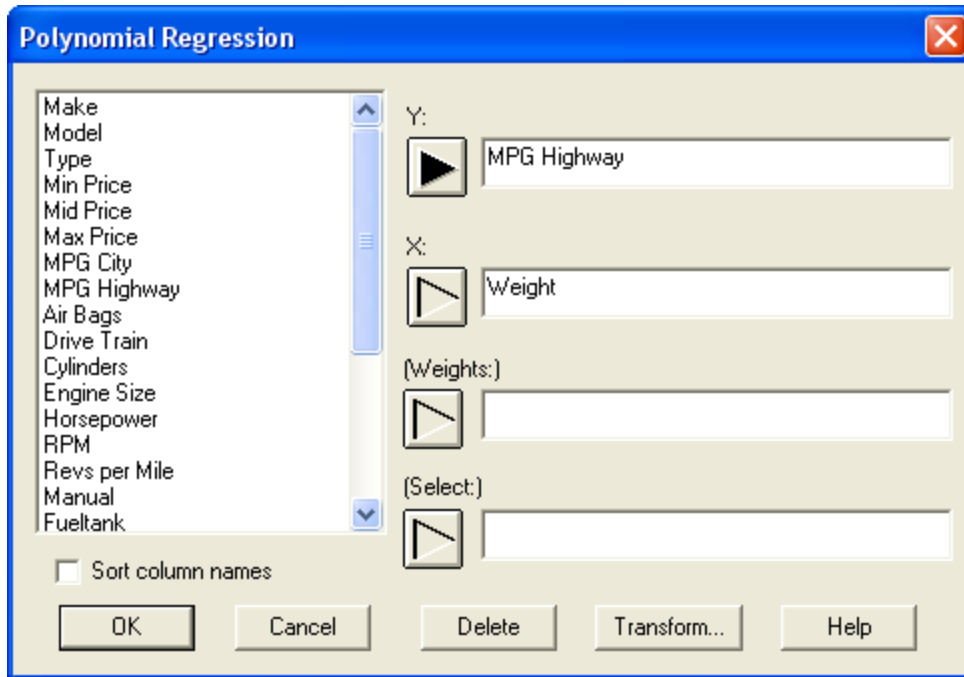 Polynomial Regression
Make
Model
Type
Min Price
Mid Price
Max Price
MPG City
MPG Highway
Air Bags
Drive Train
Cylinders
Engine Size
Horsepower
RPM
Revs per Mile
Manual
Fueltank
Y:
MPG Highway
X:
Weight
(Weights:)
(Select:)
Sort column names
OK Cancel Delete Transform... Help